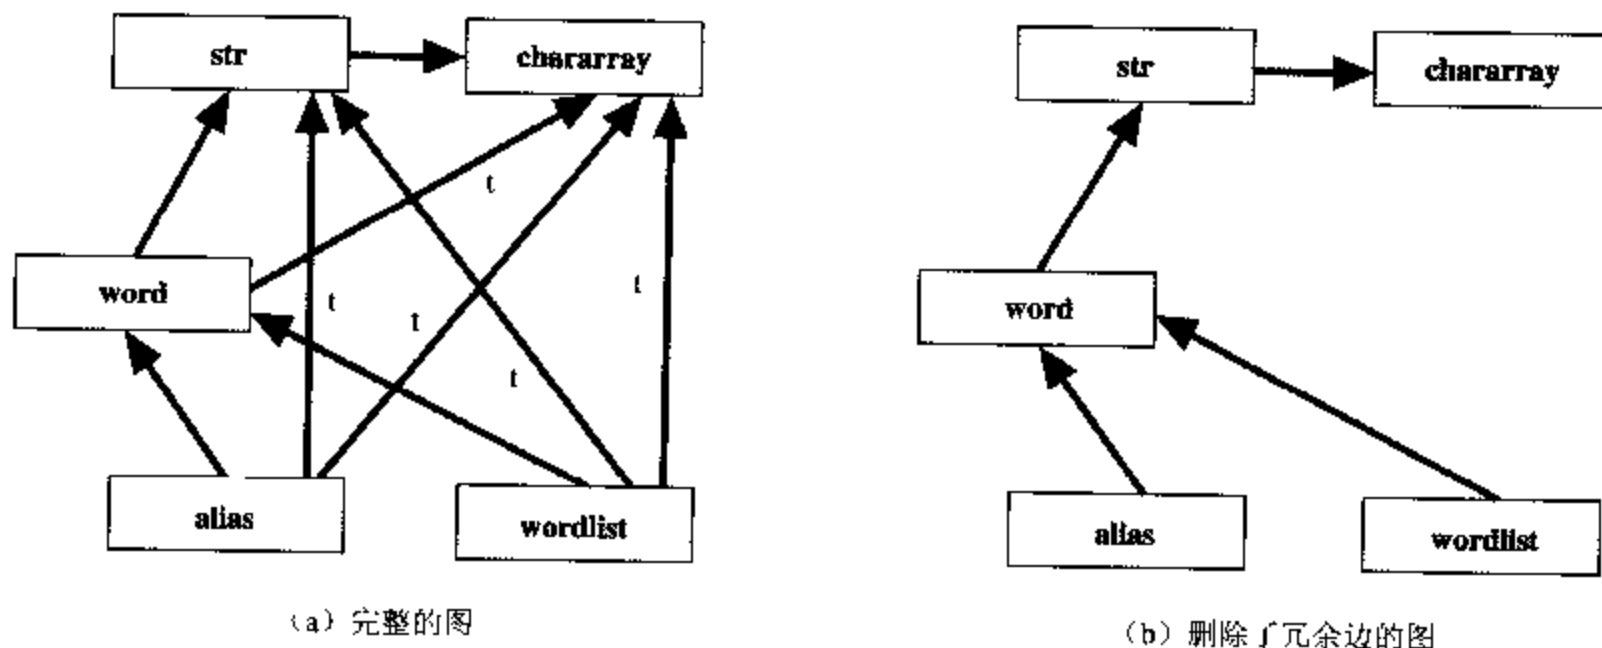 str
chararray
t
word
t
t
t
t
alias
wordlist
(a) 完整的图
str
chararray
word
alias
wordlist
(b) 删除了冗余边的图